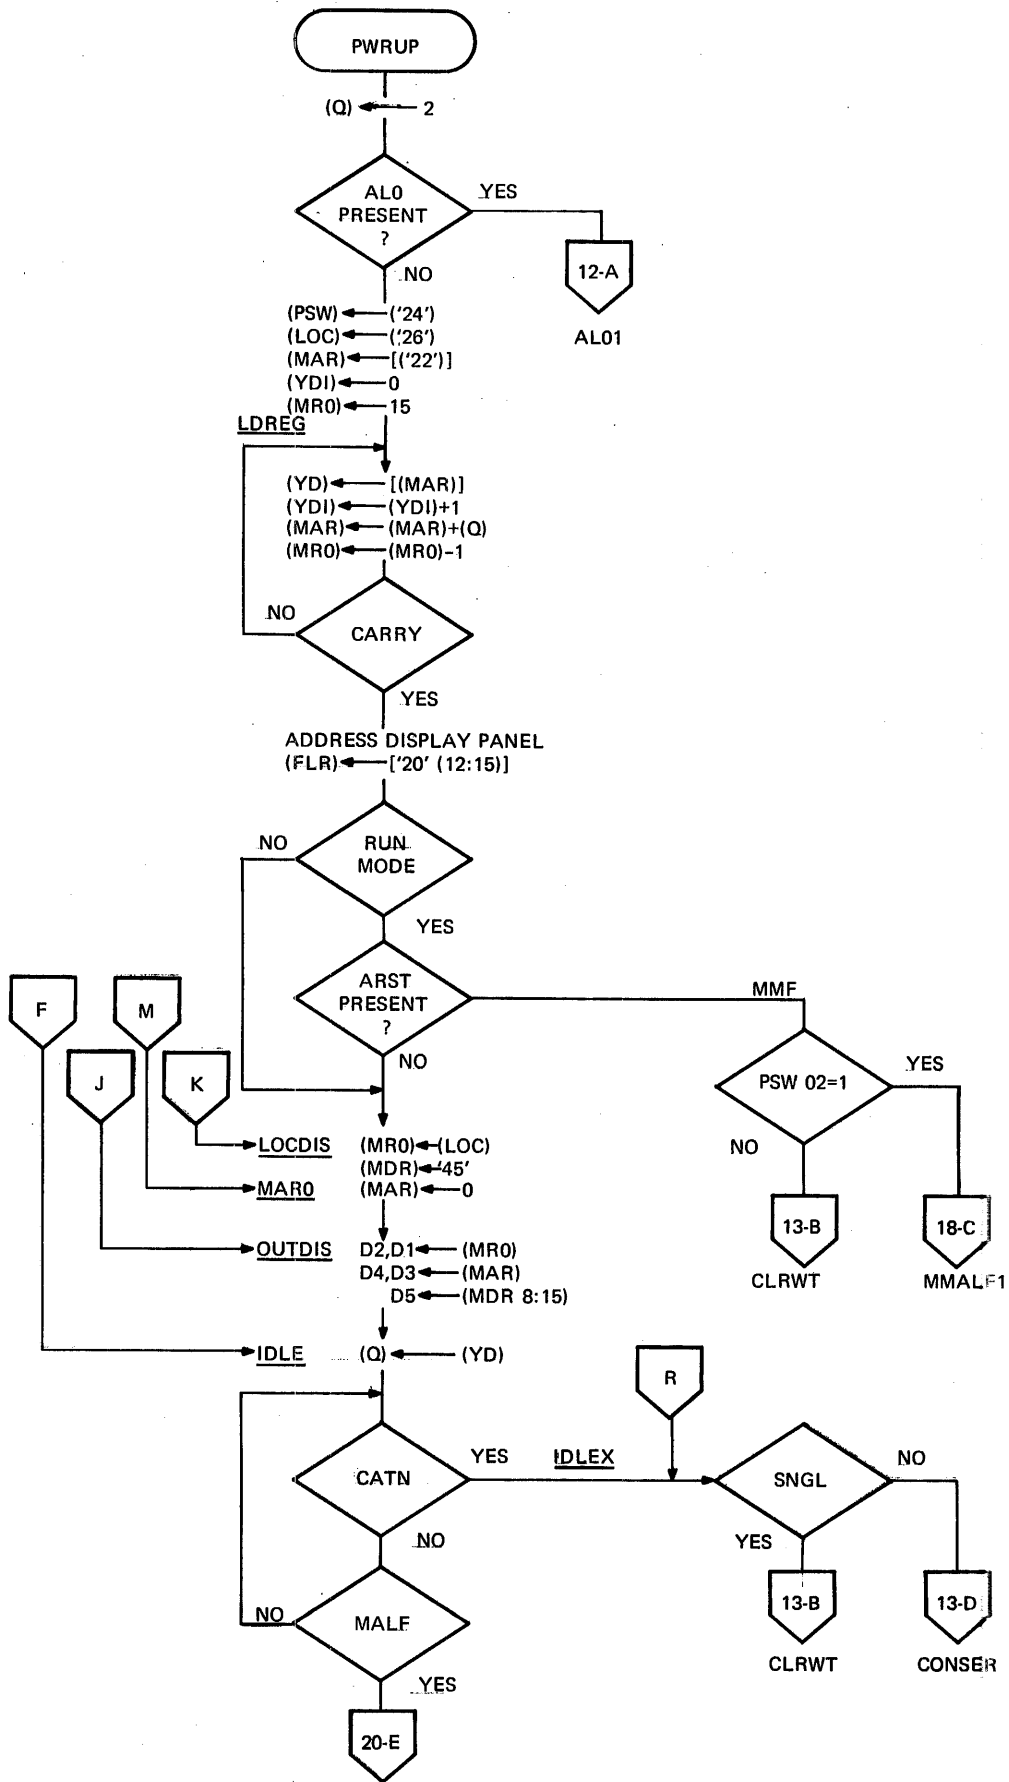 PWRUP
(Q) ← 2
AL0
PRESENT
?
YES
NO
12-A
AL01
(PSW) ← ('24')
(LOC) ← ('26')
(MAR) ← [('22')]
(YDI) ← 0
(MR0) ← 15
LDREG
(YD) ← [(MAR)]
(YDI) ← (YDI)+1
(MAR) ← (MAR)+(Q)
(MR0) ← (MR0)-1
NO
CARRY
YES
ADDRESS DISPLAY PANEL
(FLR) ← ['20' (12:15)]
NO
RUN
MODE
YES
ARST
PRESENT
?
MMF
NO
F
M
J
K
PSW 02=1
YES
NO
LOCDIS (MR0) ← (LOC)
(MDR) ← '45'
MAR0 (MAR) ← 0
13-B
18-C
CLRWT
MMALF1
OUTDIS D2,D1 ← (MR0)
D4,D3 ← (MAR)
D5 ← (MDR 8:15)
IDLE (Q) ← (YD)
R
CATN
YES
IDLEX
SNGL
NO
NO
YES
13-B
13-D
CLRWT
CONSER
NO
MALF
YES
20-E